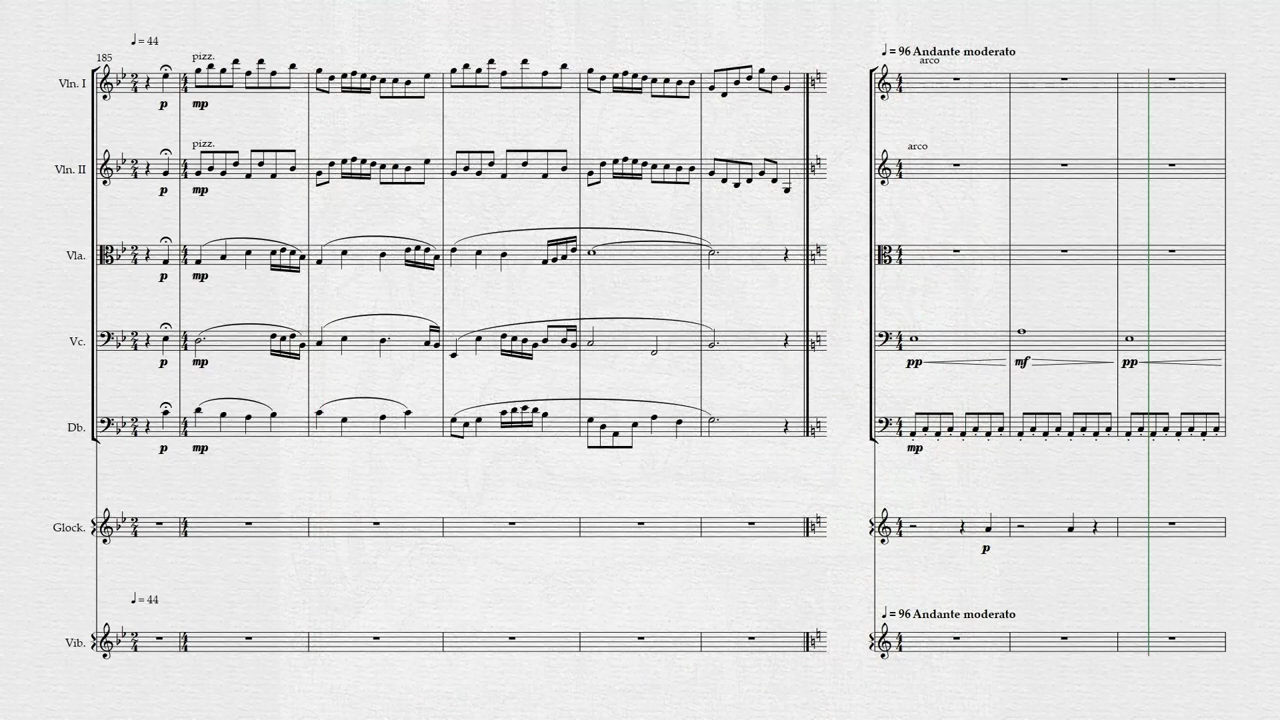 ♩= 44
♩= 96 Andante moderato
185
pizz.
arco
Vln. I
p
mp
pizz.
arco
Vln. II
p
mp
Vla.
p
mp
Vc.
p
mp
pp
mf
pp
Db.
p
mp
mp
Glock.
p
♩= 44
♩= 96 Andante moderato
Vib.